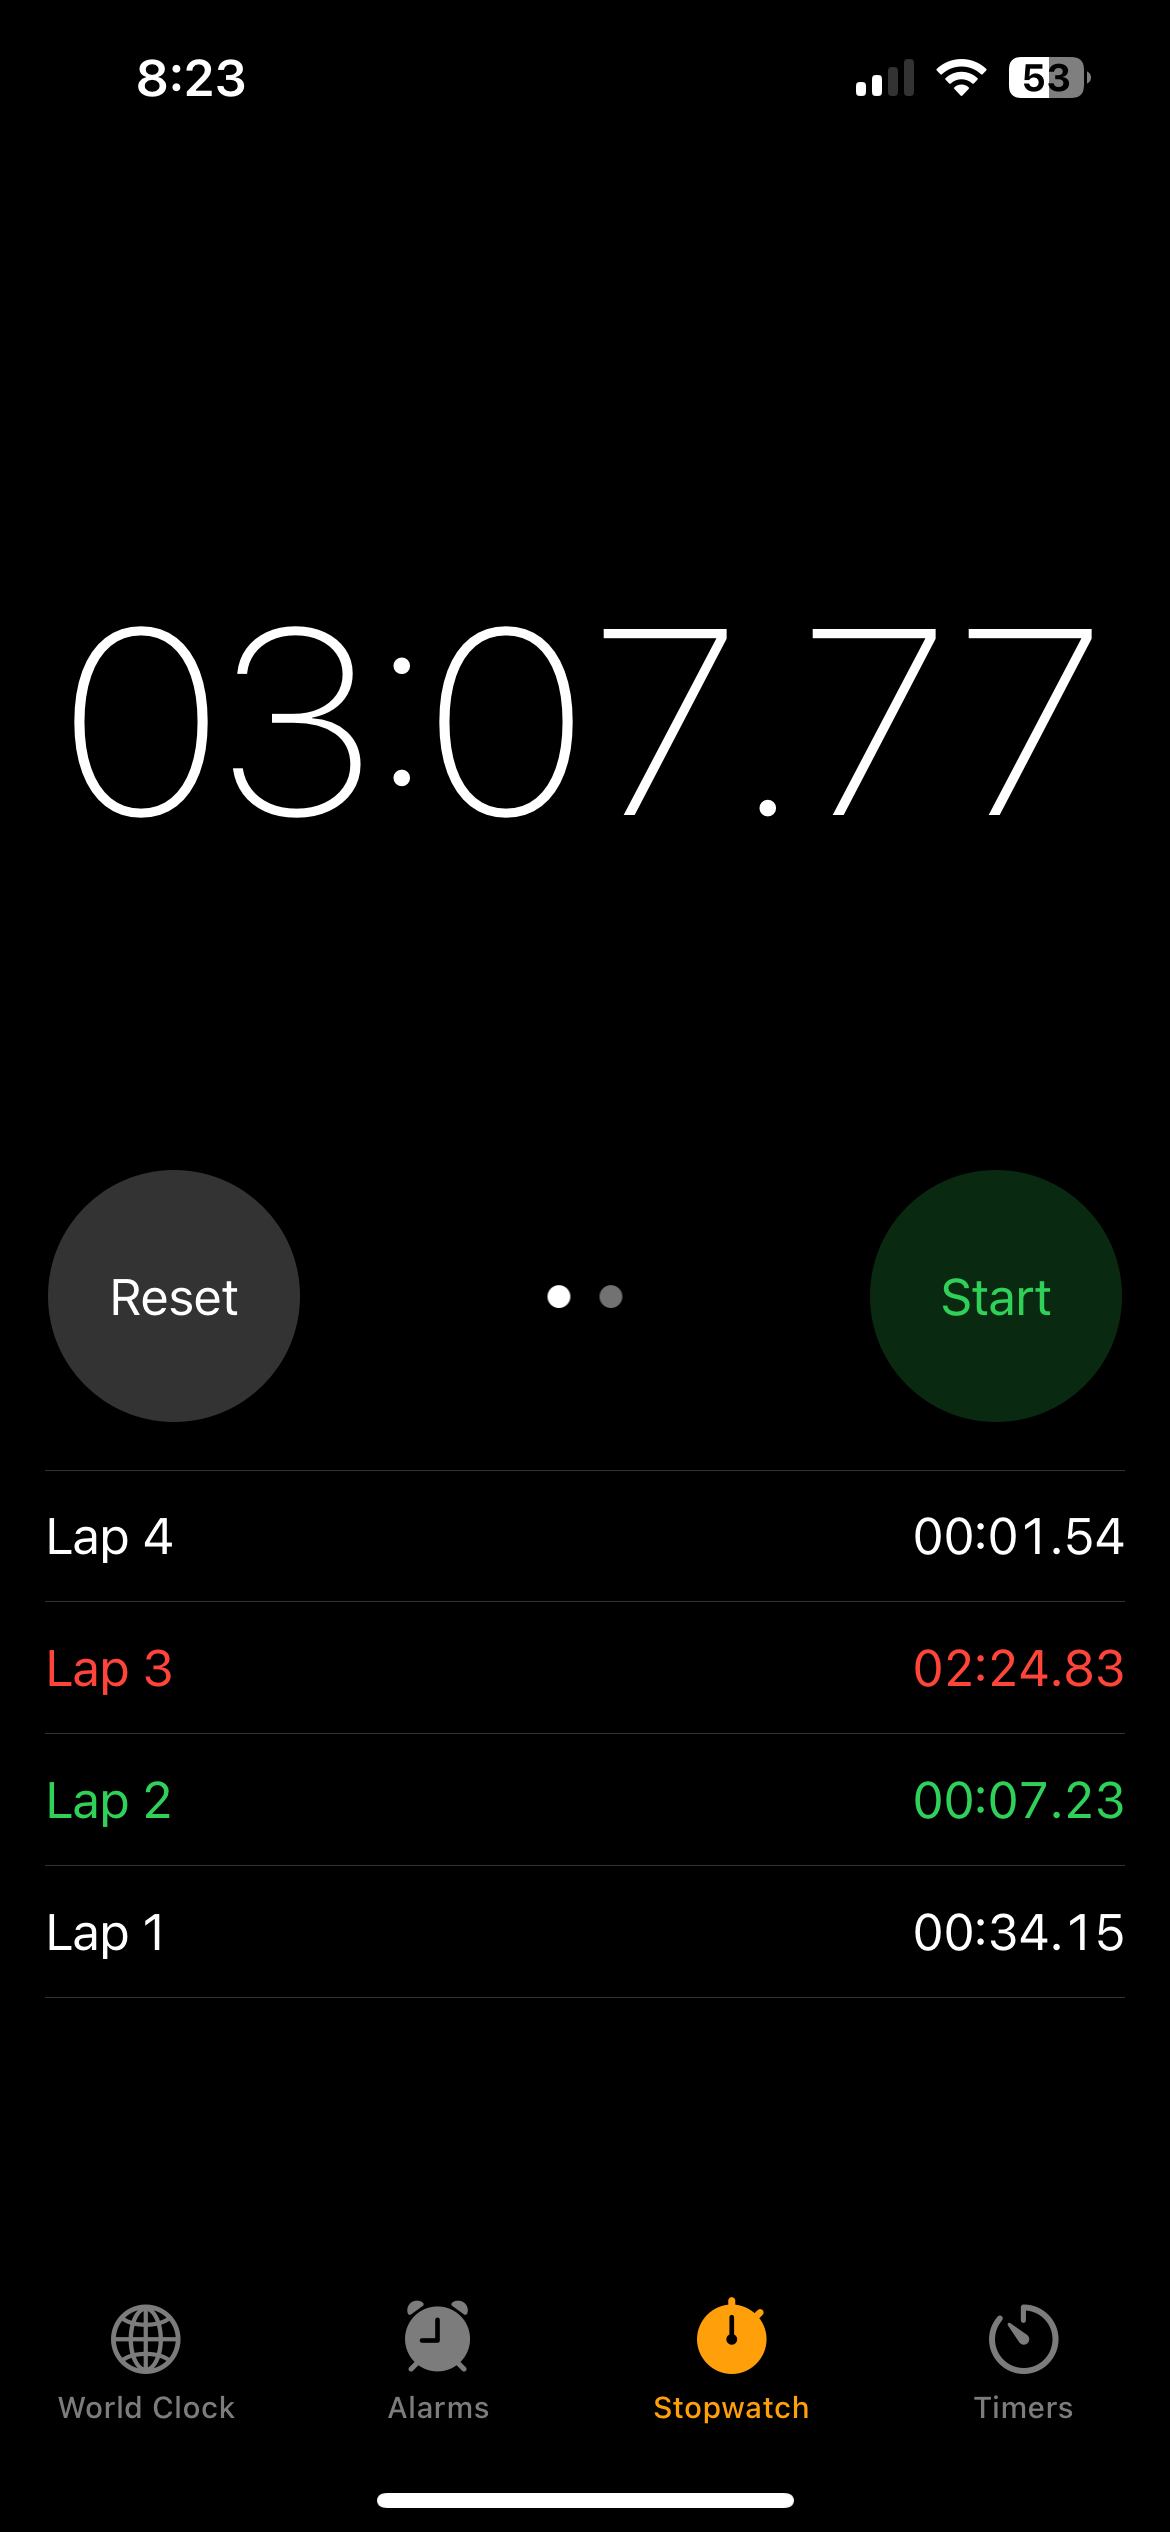 8:23 53
03:07.77
Reset Start
Lap 4 00:01.54
Lap 3 02:24.83
Lap 2 00:07.23
Lap 1 00:34.15
World Clock Alarms Stopwatch Timers